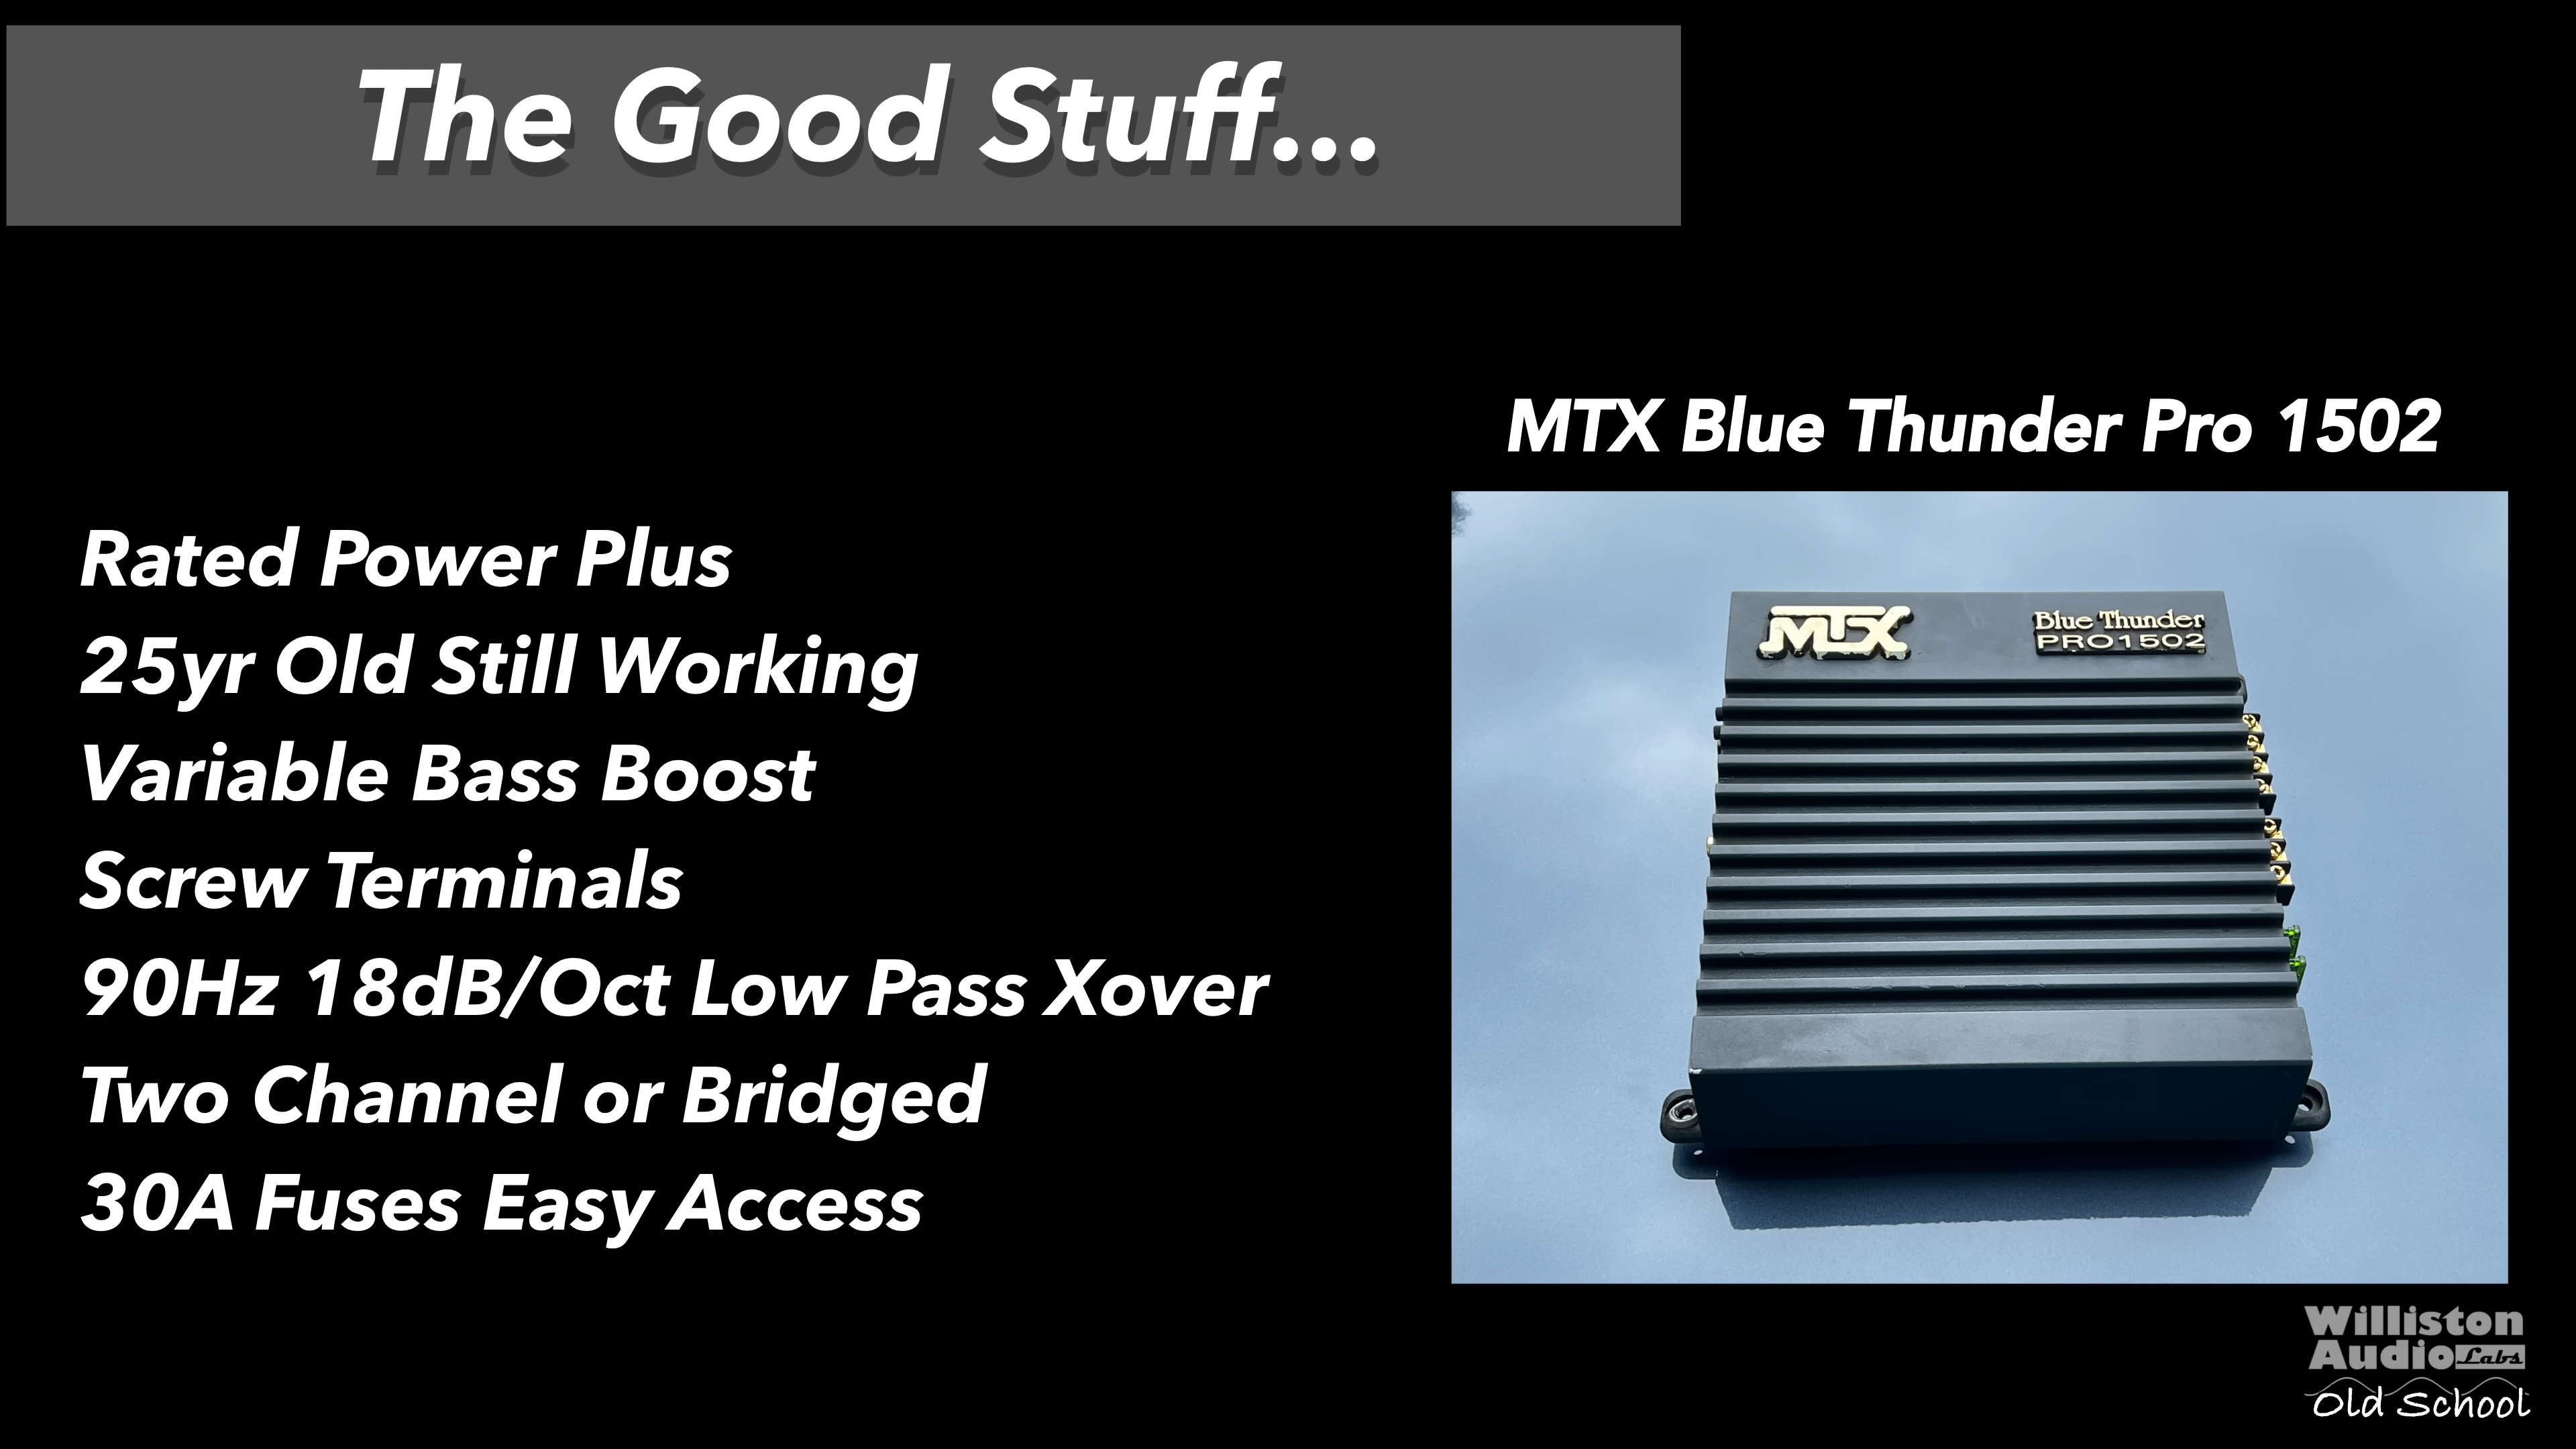 The Good Stuff...
MTX Blue Thunder Pro 1502
MTX
Blue Thunder
PRO1502
Rated Power Plus
25yr Old Still Working
Variable Bass Boost
Screw Terminals
90Hz 18dB/Oct Low Pass Xover
Two Channel or Bridged
30A Fuses Easy Access
Williston
Audio Labs
Old School